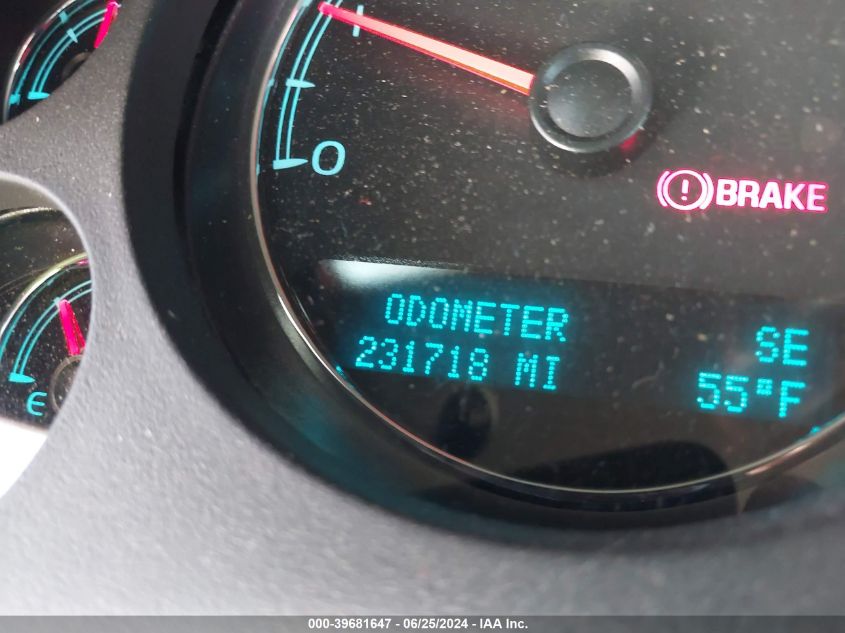 0
BRAKE
ODOMETER
SE
231718 MI
55°F
E
000-39681647 - 06/25/2024 - IAA Inc.